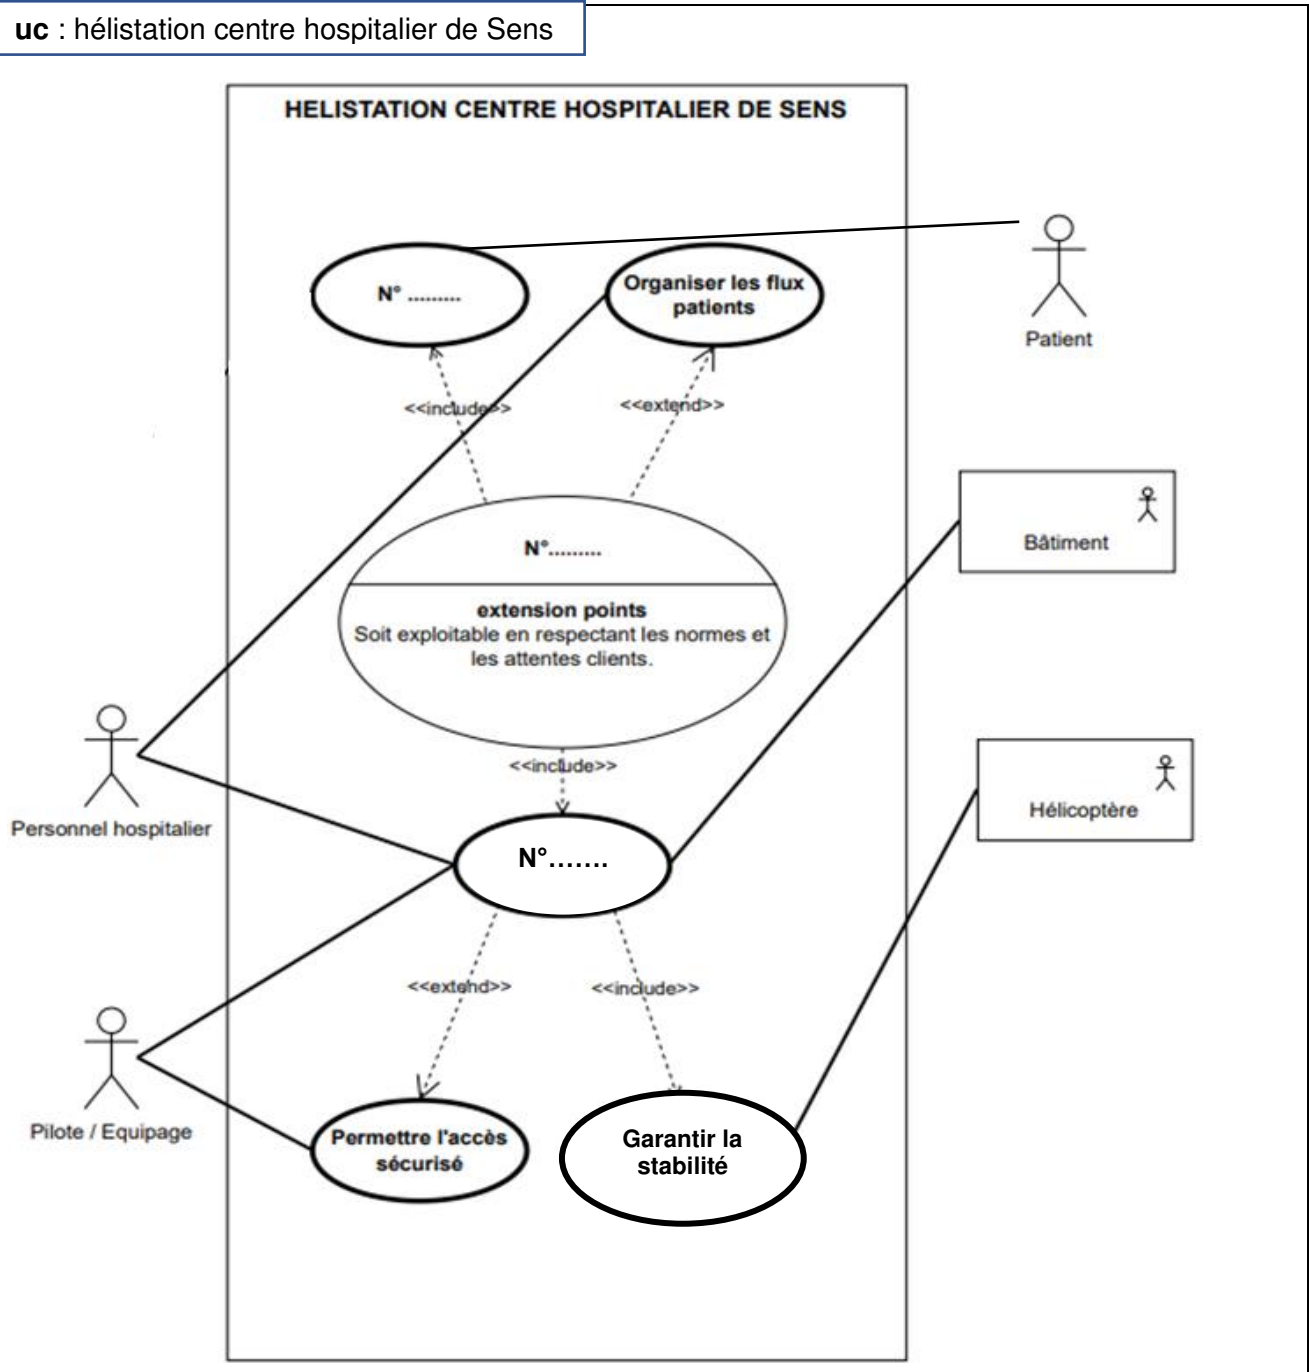 uc : hélistation centre hospitalier de Sens
HELISTATION CENTRE HOSPITALIER DE SENS
N° .........
Organiser les flux
patients
Patient
<<include>>
<<extend>>
Bâtiment
N°.........
extension points
Soit exploitable en respectant les normes et
les attentes clients.
Personnel hospitalier
<<include>>
Hélicoptère
N°.......
<<extend>>
<<include>>
Pilote / Equipage
Permettre l'accès
sécurisé
Garantir la
stabilité